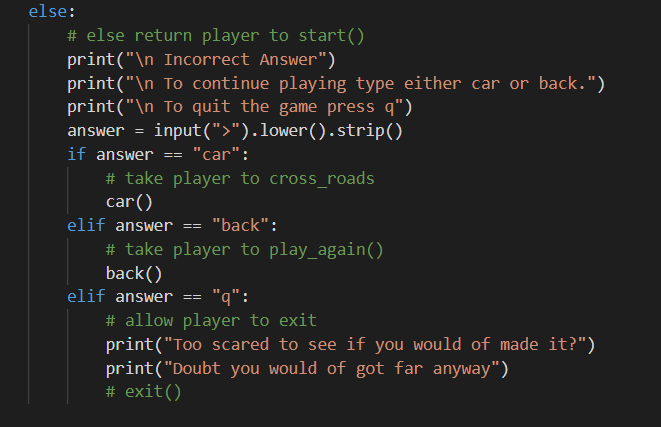 else:
# else return player to start()
print("\n Incorrect Answer")
print("\n To continue playing type either car or back.")
print("\n To quit the game press q")
answer = input(">").lower().strip()
if answer == "car":
# take player to cross_roads
car()
elif answer == "back":
# take player to play_again()
back()
elif answer == "q":
# allow player to exit
print("Too scared to see if you would of made it?")
print("Doubt you would of got far anyway")
# exit()